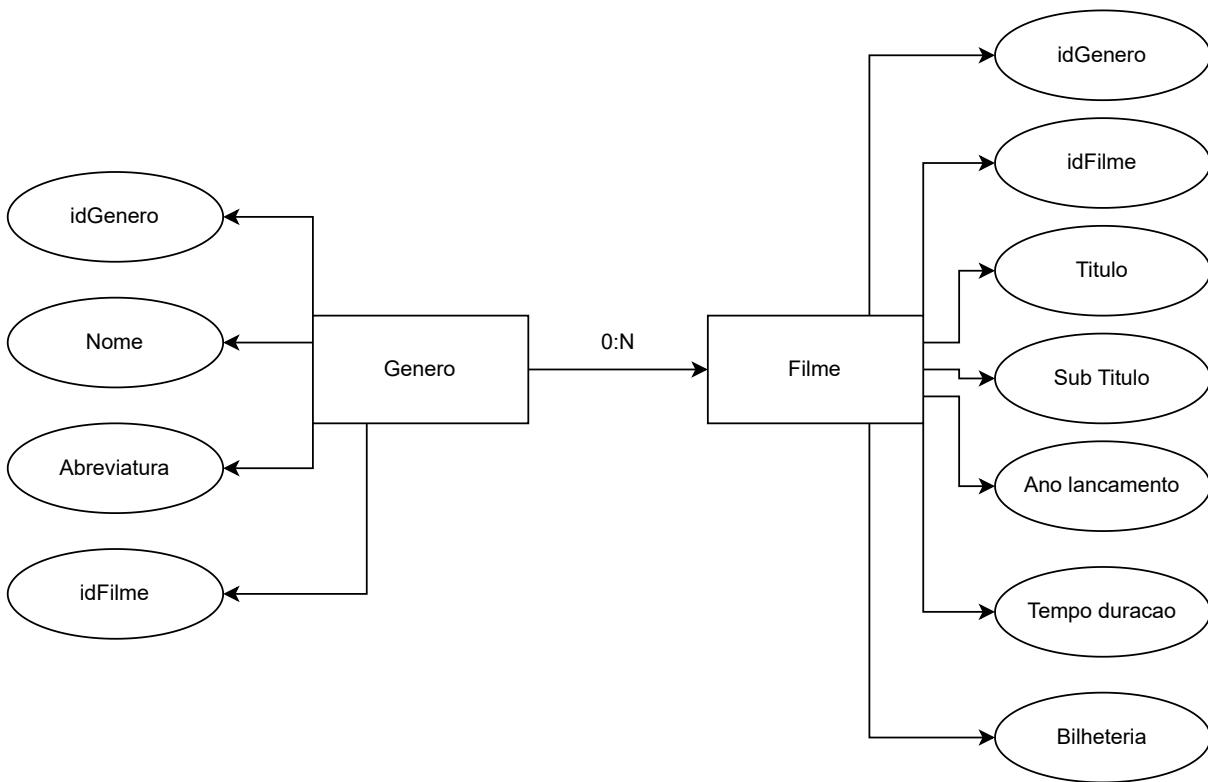 idGenero
idFilme
idGenero
Titulo
Nome
0:N
Genero
Filme
Sub Titulo
Abreviatura
Ano lancamento
idFilme
Tempo duracao
Bilheteria